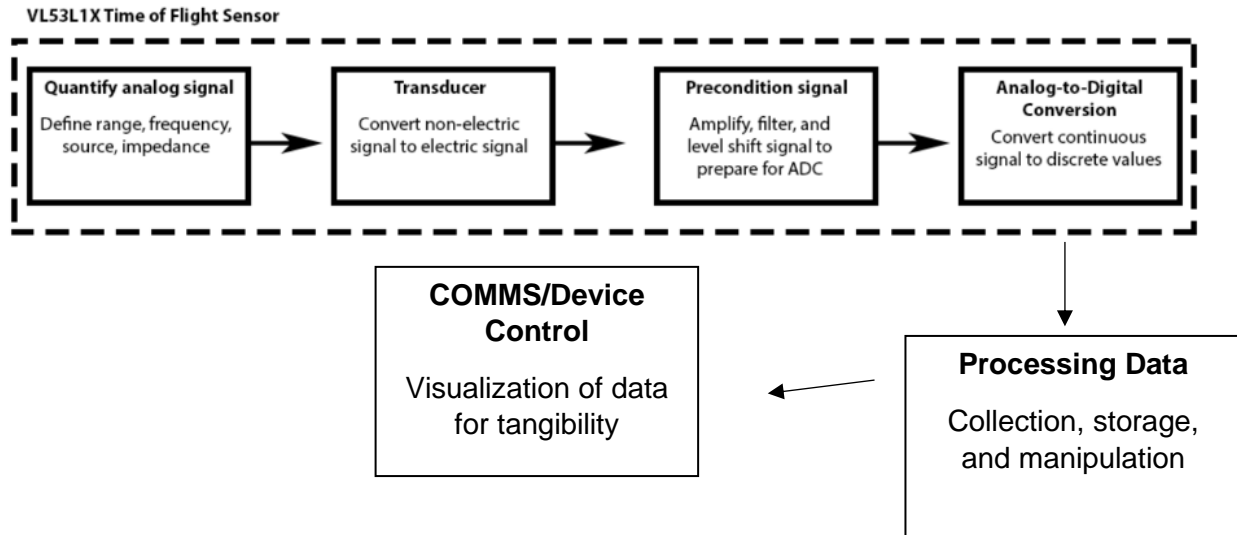 VL53L1X Time of Flight Sensor
Quantify analog signal
Define range, frequency,
source, impedance
Transducer
Convert non-electric
signal to electric signal
Precondition signal
Amplify, filter, and
level shift signal to
prepare for ADC
Analog-to-Digital
Conversion
Convert continuous
signal to discrete values
COMMS/Device
Control
Visualization of data
for tangibility
Processing Data
Collection, storage,
and manipulation